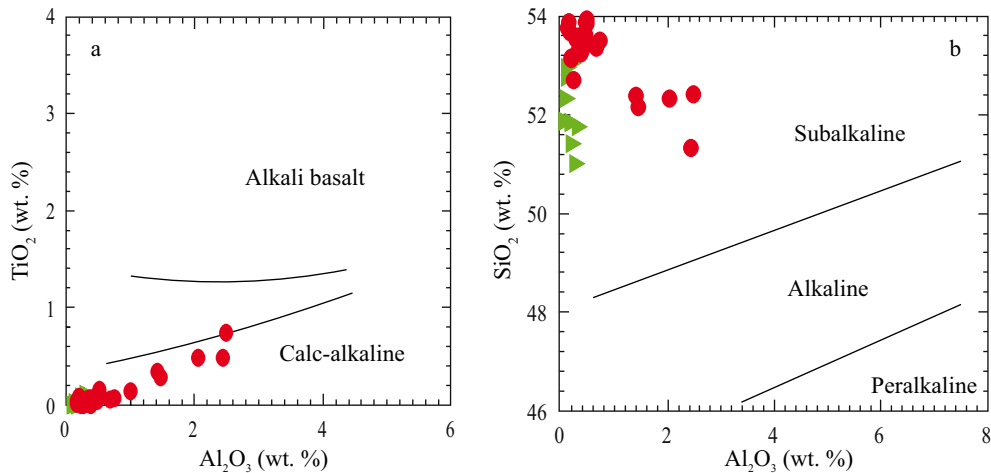 a
TiO₂ (wt. %)
4
3
2
1
0
Alkali basalt
Calc-alkaline
0 2 4 6
Al₂O₃ (wt. %)
b
SiO₂ (wt. %)
54
52
50
48
46
Subalkaline
Alkaline
Peralkaline
0 2 4 6 8
Al₂O₃ (wt. %)